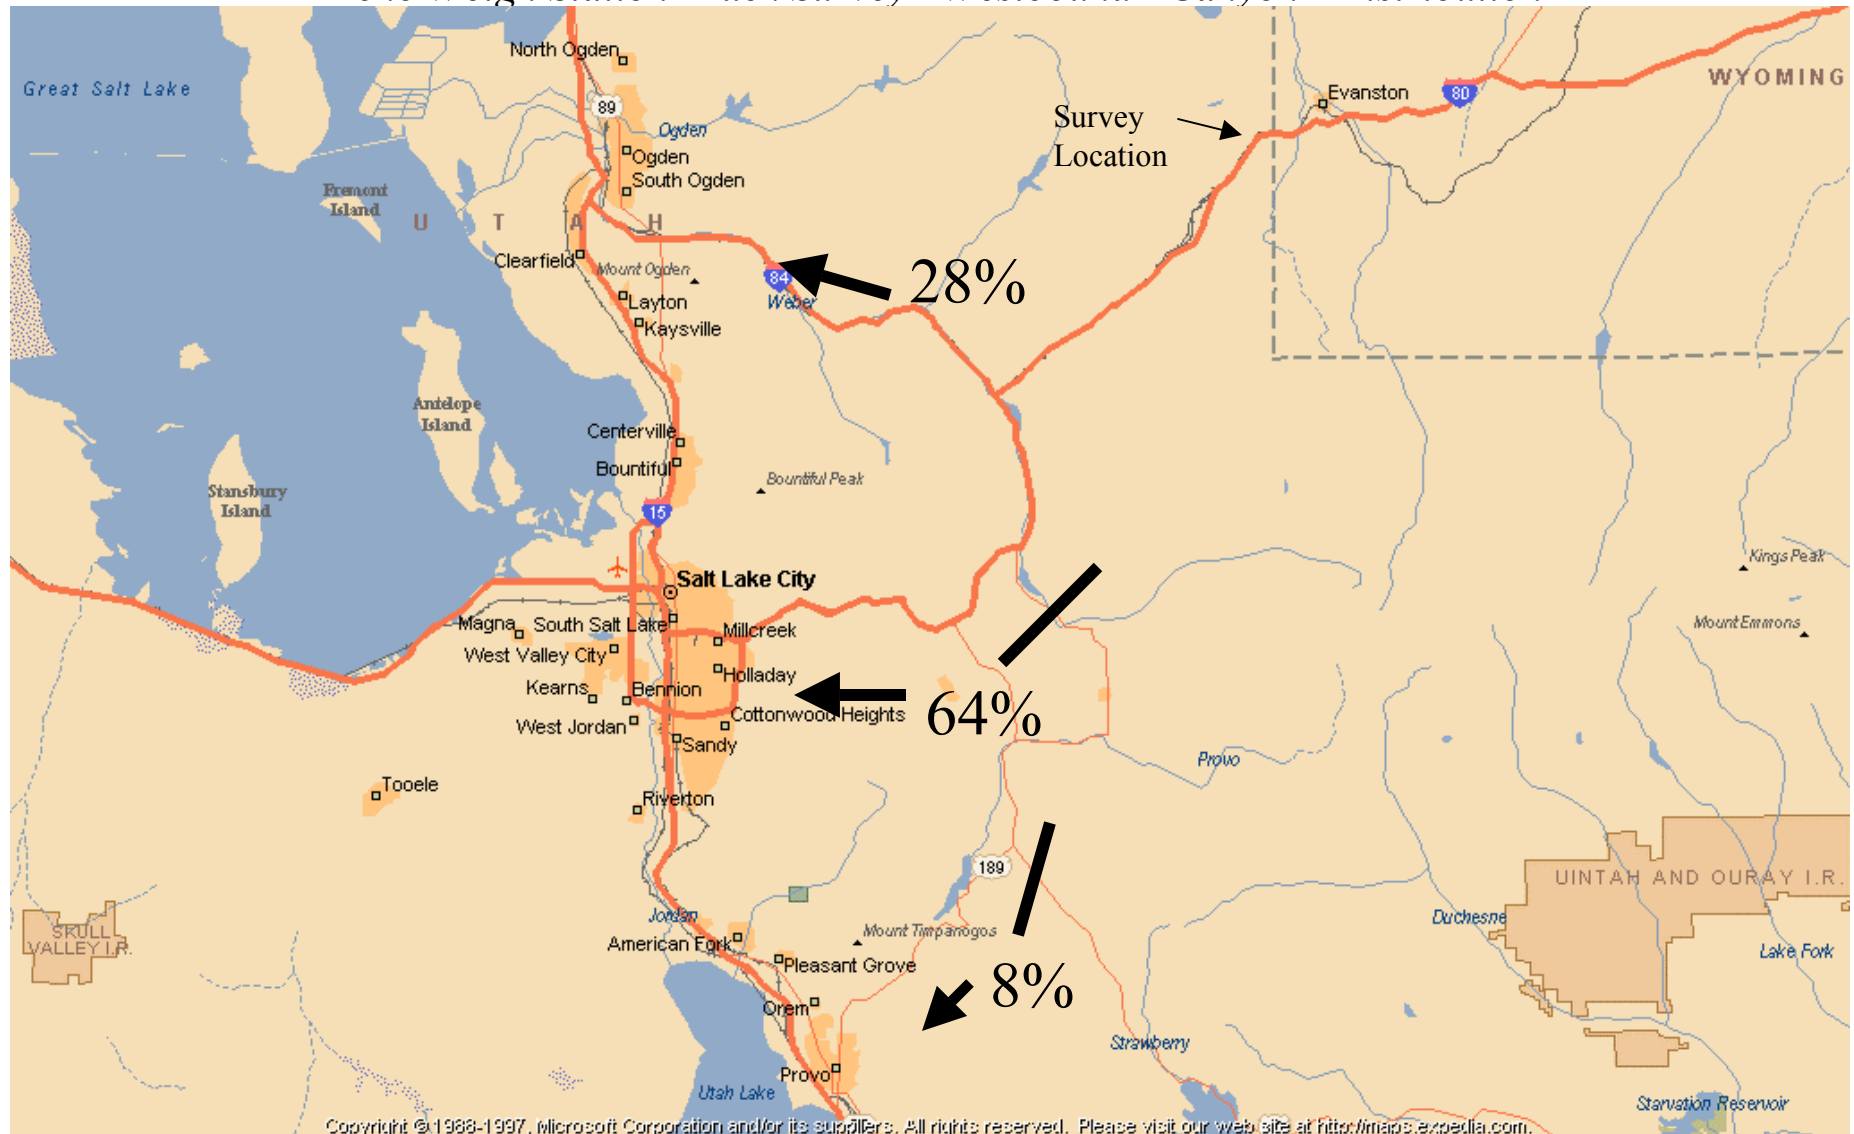 North Ogden
Great Salt Lake
89
Ogden
Ogden
South Ogden
Fremont
Island
U T A H
Survey
Location
Evanston
80
WYOMING
Clearfield
Mount Ogden
84
Weber
28%
Layton
Kaysville
Antelope
Island
Centerville
Bountiful
Bountiful Peak
Stansbury
Island
15
Kings Peak
Salt Lake City
Magna
South Salt Lake
Millcreek
Mount Emmons
West Valley City
Holladay
Kearns
Bennion
64%
Cottonwood Heights
West Jordan
Sandy
Provo
Tooele
Riverton
189
UINTAH AND OURAY I.R.
Jordan
Duchesne
SKULL
VALLEY I.R.
American Fork
Mount Timpanogos
Lake Fork
Pleasant Grove
8%
Orem
Strawberry
Provo
Utah Lake
Starvation Reservoir
Copyright © 1988-1997, Microsoft Corporation and/or its suppliers. All rights reserved. Please visit our web site at http://maps.expedia.com.